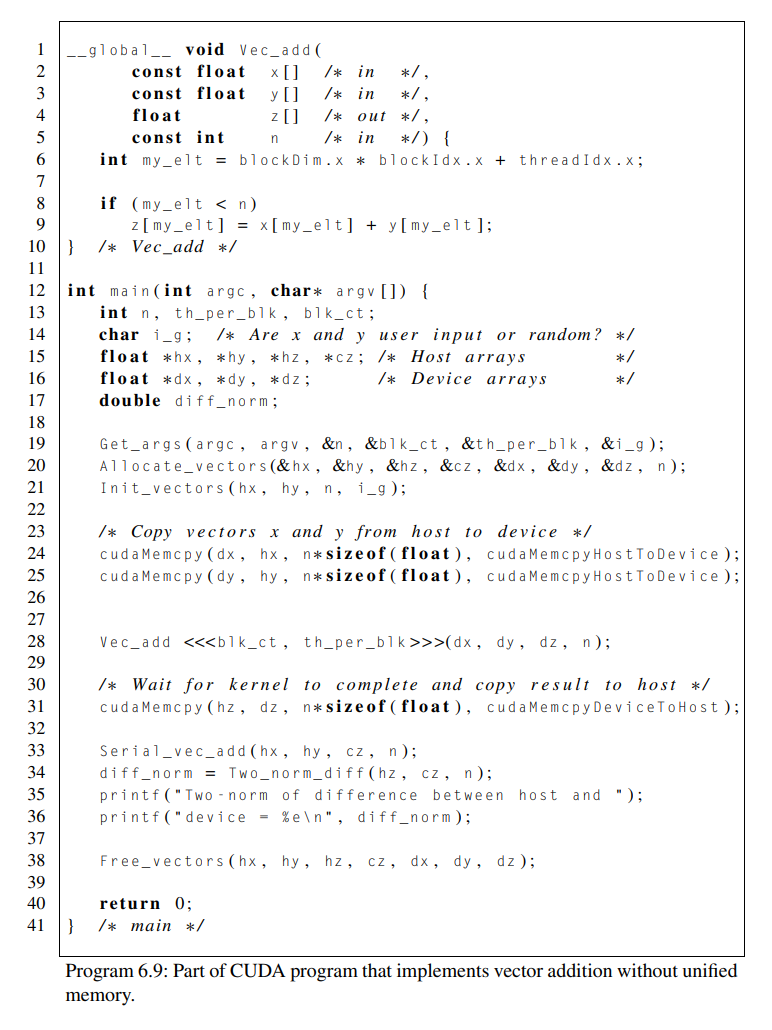 1 __global__ void Vec_add(
2 const float x[] /* in */,
3 const float y[] /* in */,
4 float z[] /* out */,
5 const int n /* in */) {
6 int my_elt = blockDim.x * blockIdx.x + threadIdx.x;
7
8 if (my_elt < n)
9 z[my_elt] = x[my_elt] + y[my_elt];
10 } /* Vec_add */
11
12 int main(int argc, char* argv[]) {
13 int n, th_per_blk, blk_ct;
14 char i_g; /* Are x and y user input or random? */
15 float *hx, *hy, *hz, *cz; /* Host arrays */
16 float *dx, *dy, *dz; /* Device arrays */
17 double diff_norm;
18
19 Get_args(argc, argv, &n, &blk_ct, &th_per_blk, &i_g);
20 Allocate_vectors(&hx, &hy, &hz, &cz, &dx, &dy, &dz, n);
21 Init_vectors(hx, hy, n, i_g);
22
23 /* Copy vectors x and y from host to device */
24 cudaMemcpy(dx, hx, n*sizeof(float), cudaMemcpyHostToDevice);
25 cudaMemcpy(dy, hy, n*sizeof(float), cudaMemcpyHostToDevice);
26
27
28 Vec_add <<<blk_ct, th_per_blk>>>(dx, dy, dz, n);
29
30 /* Wait for kernel to complete and copy result to host */
31 cudaMemcpy(hz, dz, n*sizeof(float), cudaMemcpyDeviceToHost);
32
33 Serial_vec_add(hx, hy, cz, n);
34 diff_norm = Two_norm_diff(hz, cz, n);
35 printf("Two-norm of difference between host and ");
36 printf("device = %e\n", diff_norm);
37
38 Free_vectors(hx, hy, hz, cz, dx, dy, dz);
39
40 return 0;
41 } /* main */
Program 6.9: Part of CUDA program that implements vector addition without unified
memory.